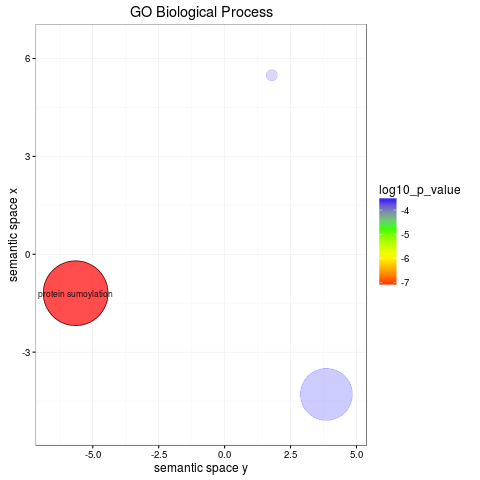 GO Biological Process
6
3
0
-3
semantic space x
protein sumoylation
-5.0
-2.5
0.0
2.5
5.0
semantic space y
log10_p_value
-4
-5
-6
-7